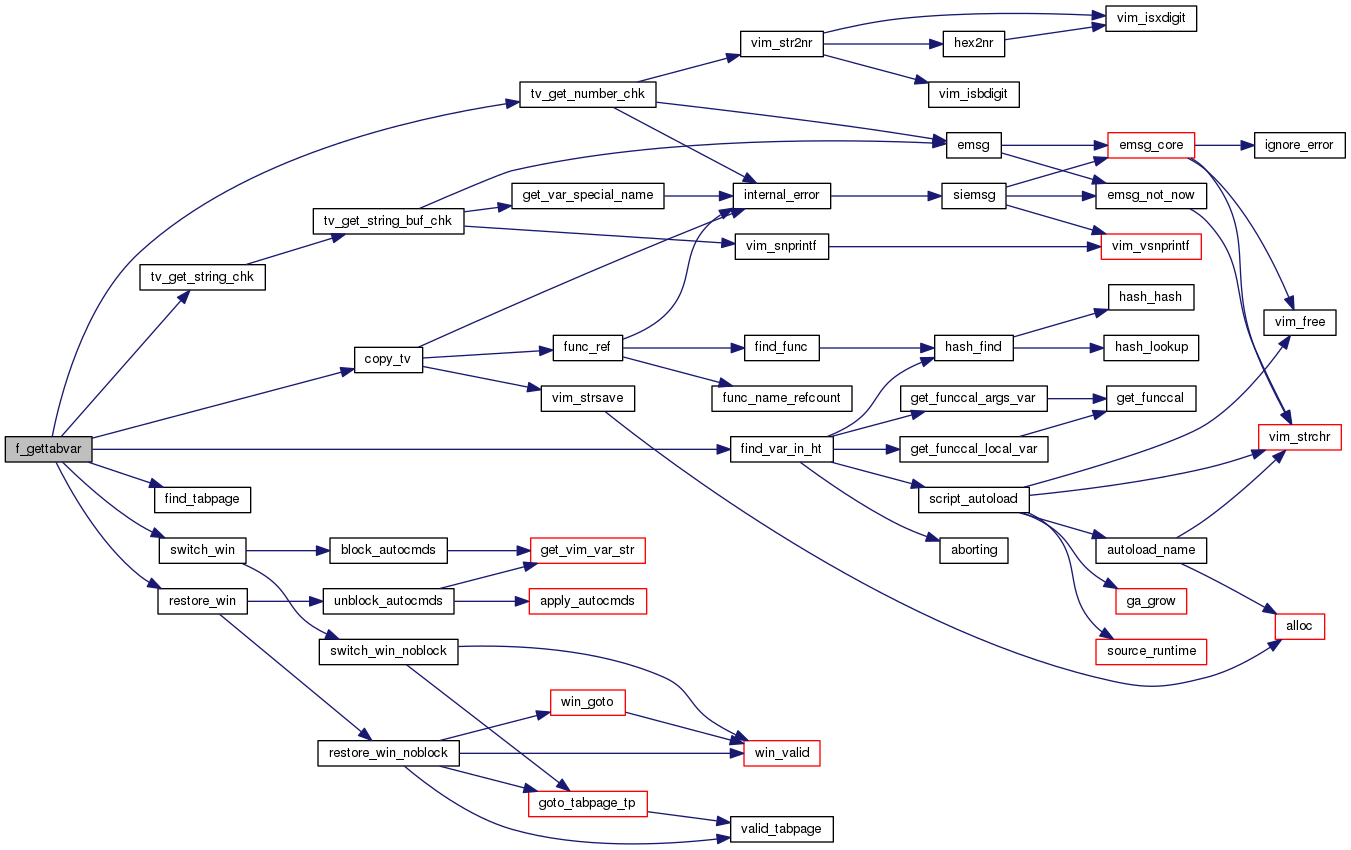 vim_isxdigit
vim_str2nr
hex2nr
tv_get_number_chk
vim_isbdigit
emsg
emsg_core
ignore_error
get_var_special_name
internal_error
siemsg
emsg_not_now
tv_get_string_buf_chk
vim_snprintf
vim_vsnprintf
tv_get_string_chk
hash_hash
vim_free
copy_tv
func_ref
find_func
hash_find
hash_lookup
vim_strsave
func_name_refcount
get_funccal_args_var
get_funccal
f_gettabvar
find_var_in_ht
get_funccal_local_var
vim_strchr
find_tabpage
script_autoload
switch_win
block_autocmds
get_vim_var_str
aborting
autoload_name
restore_win
unblock_autocmds
apply_autocmds
ga_grow
alloc
switch_win_noblock
source_runtime
win_goto
restore_win_noblock
win_valid
goto_tabpage_tp
valid_tabpage